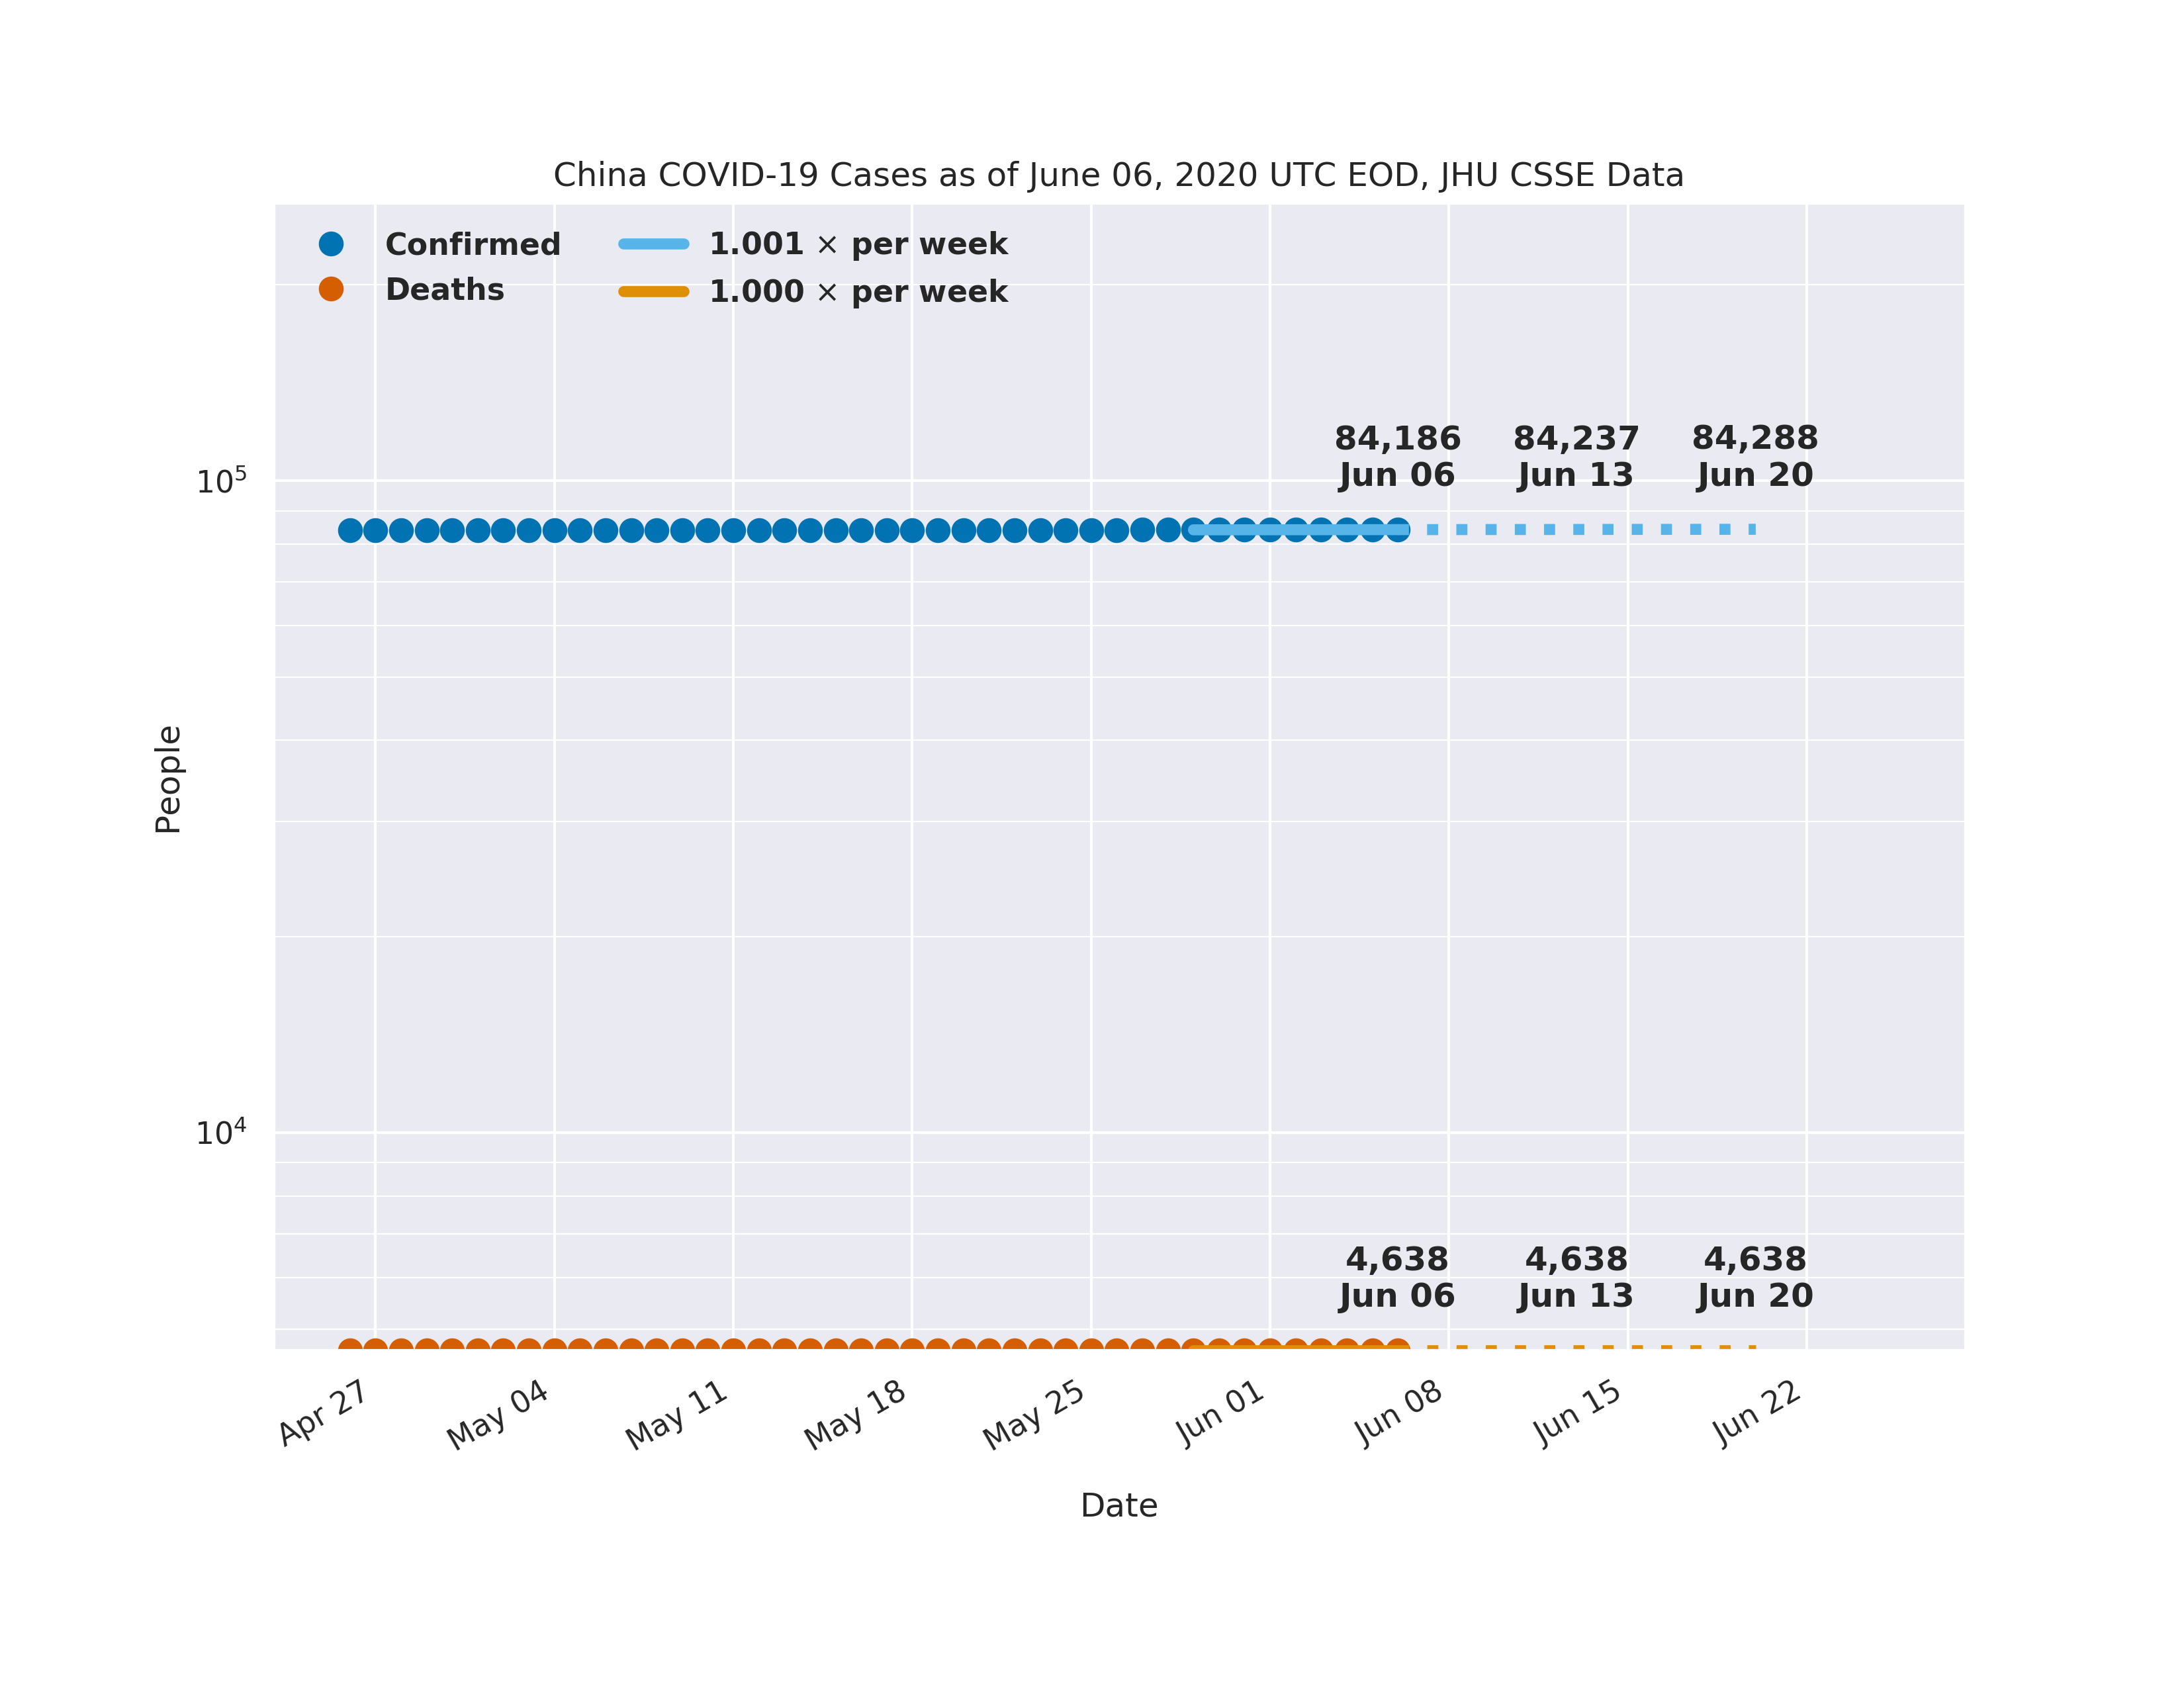 China COVID-19 Cases as of June 06, 2020 UTC EOD, JHU CSSE Data
Confirmed
Deaths
1.001 × per week
1.000 × per week
84,186
Jun 06
84,237
Jun 13
84,288
Jun 20
10⁵
People
10⁴
4,638
Jun 06
4,638
Jun 13
4,638
Jun 20
Apr 27
May 04
May 11
May 18
May 25
Jun 01
Jun 08
Jun 15
Jun 22
Date